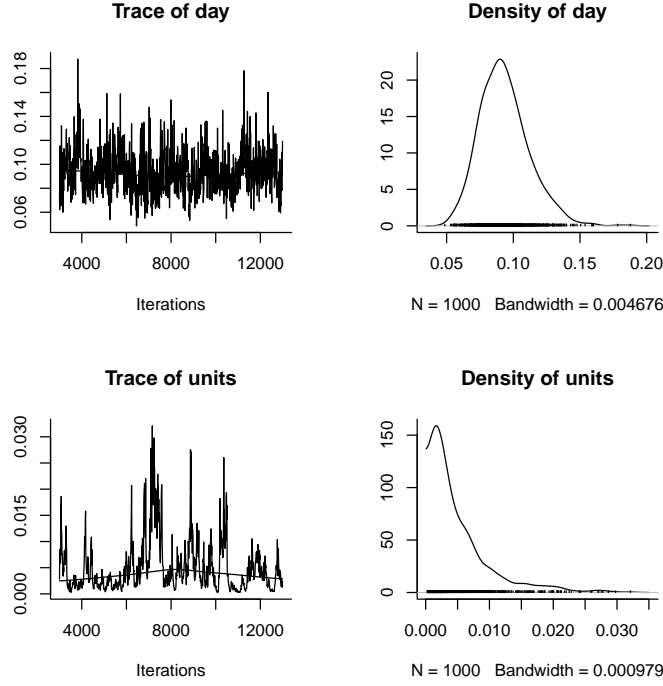 Trace of day
0.06 0.10 0.14 0.18
4000 8000 12000
Iterations
Density of day
0 5 10 15 20
0.05 0.10 0.15 0.20
N = 1000 Bandwidth = 0.004676
Trace of units
0.000 0.015 0.030
4000 8000 12000
Iterations
Density of units
0 50 100 150
0.000 0.010 0.020 0.030
N = 1000 Bandwidth = 0.000979